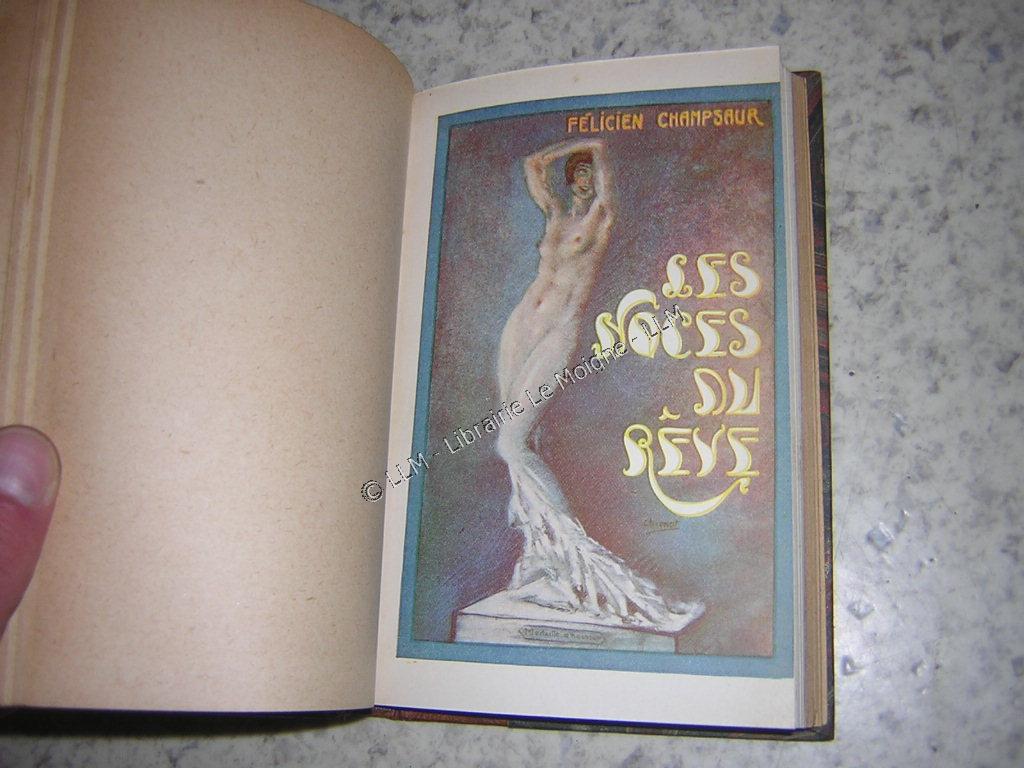 FÉLICIEN CHAMPSAUR
LES
NOCES
DU
RÊVE
© LLM - Librairie Le Moigne - LLM